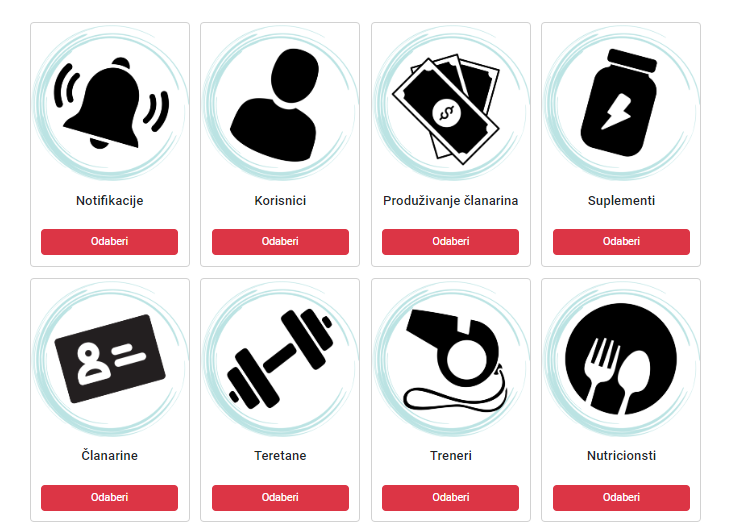 Notifikacije
Korisnici
Produživanje članarina
Suplementi
Odaberi
Odaberi
Odaberi
Odaberi
Članarine
Teretane
Treneri
Nutricionsti
Odaberi
Odaberi
Odaberi
Odaberi